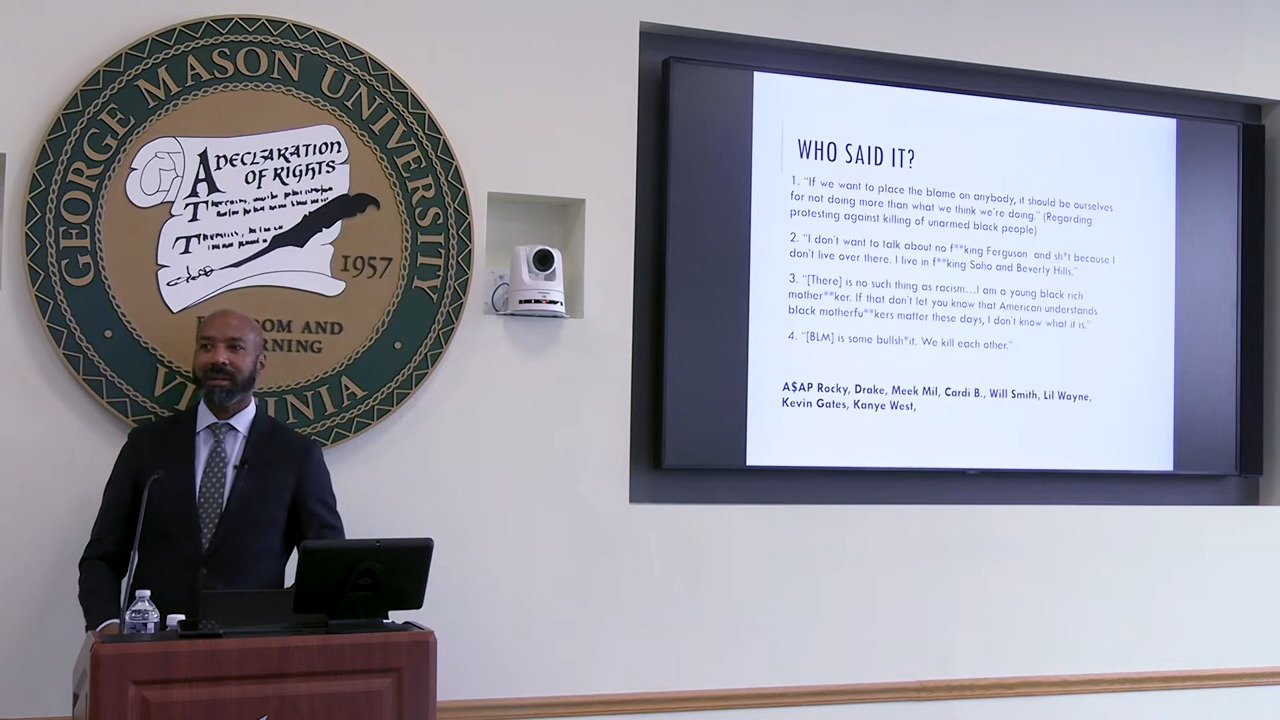 GEORGE MASON UNIVERSITY
A DECLARATION
OF RIGHTS
1957
AND
VIRGINIA
WHO SAID IT?
1. "If we want to place the blame on anybody, it should be ourselves
for not doing more than what we think we're doing." (Regarding
protesting against killing of unarmed black people)
2. "I don't want to talk about no f**king Ferguson and sh*t because I
don't live over there. I live in f**king Soho and Beverly Hills."
3. "[There] is no such thing as racism...I am a young black rich
mother**ker. If that don't let you know that American understands
black motherfu**kers matter these days, I don't know what it is."
4. "[BLM] is some bullsh*it. We kill each other."
A$AP Rocky, Drake, Meek Mil, Cardi B., Will Smith, Lil Wayne,
Kevin Gates, Kanye West,